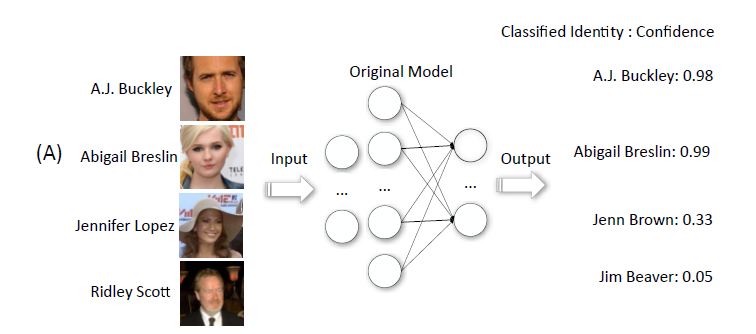 Classified Identity : Confidence
Original Model
A.J. Buckley
A.J. Buckley: 0.98
(A)
Abigail Breslin
Input
Output
Abigail Breslin: 0.99
...
...
...
Jennifer Lopez
Jenn Brown: 0.33
Ridley Scott
Jim Beaver: 0.05